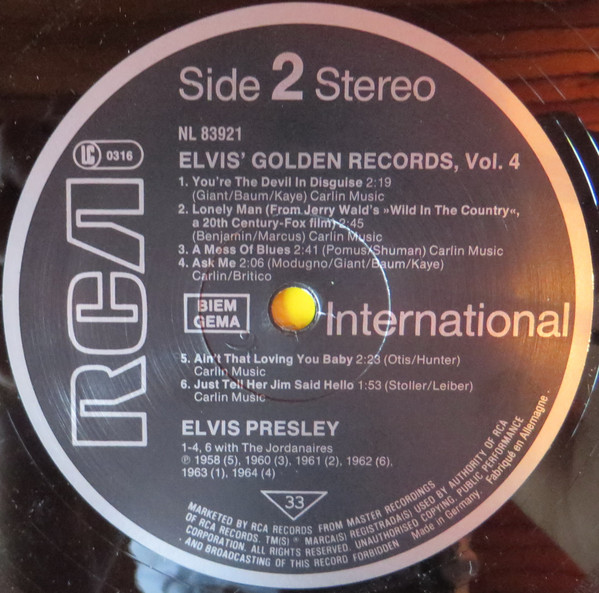 Side 2 Stereo
NL 83921
LC 0316
ELVIS' GOLDEN RECORDS, Vol. 4
1. You're The Devil In Disguise 2:19
(Giant/Baum/Kaye) Carlin Music
2. Lonely Man (From Jerry Wald's »Wild In The Country«,
a 20th Century-Fox film) 2:45
(Benjamin/Marcus) Carlin Music
3. A Mess Of Blues 2:41 (Pomus/Shuman) Carlin Music
4. Ask Me 2:06 (Modugno/Giant/Baum/Kaye)
Carlin/Britico
RCA
BIEM
GEMA
International
5. Ain't That Loving You Baby 2:23 (Otis/Hunter)
Carlin Music
6. Just Tell Her Jim Said Hello 1:53 (Stoller/Leiber)
Carlin Music
ELVIS PRESLEY
1-4, 6 with The Jordanaires
℗ 1958 (5), 1960 (3), 1961 (2), 1962 (6),
1963 (1), 1964 (4)
33
MARKETED BY RCA RECORDS FROM MASTER RECORDINGS
OF RCA RECORDS. TM(S) ® MARCA(S) REGISTRADA(S) USED BY AUTHORITY OF RCA
CORPORATION. ALL RIGHTS RESERVED. UNAUTHORISED COPYING; PUBLIC PERFORMANCE
AND BROADCASTING OF THIS RECORD FORBIDDEN Made in Germany. Fabriqué en Allemagne.